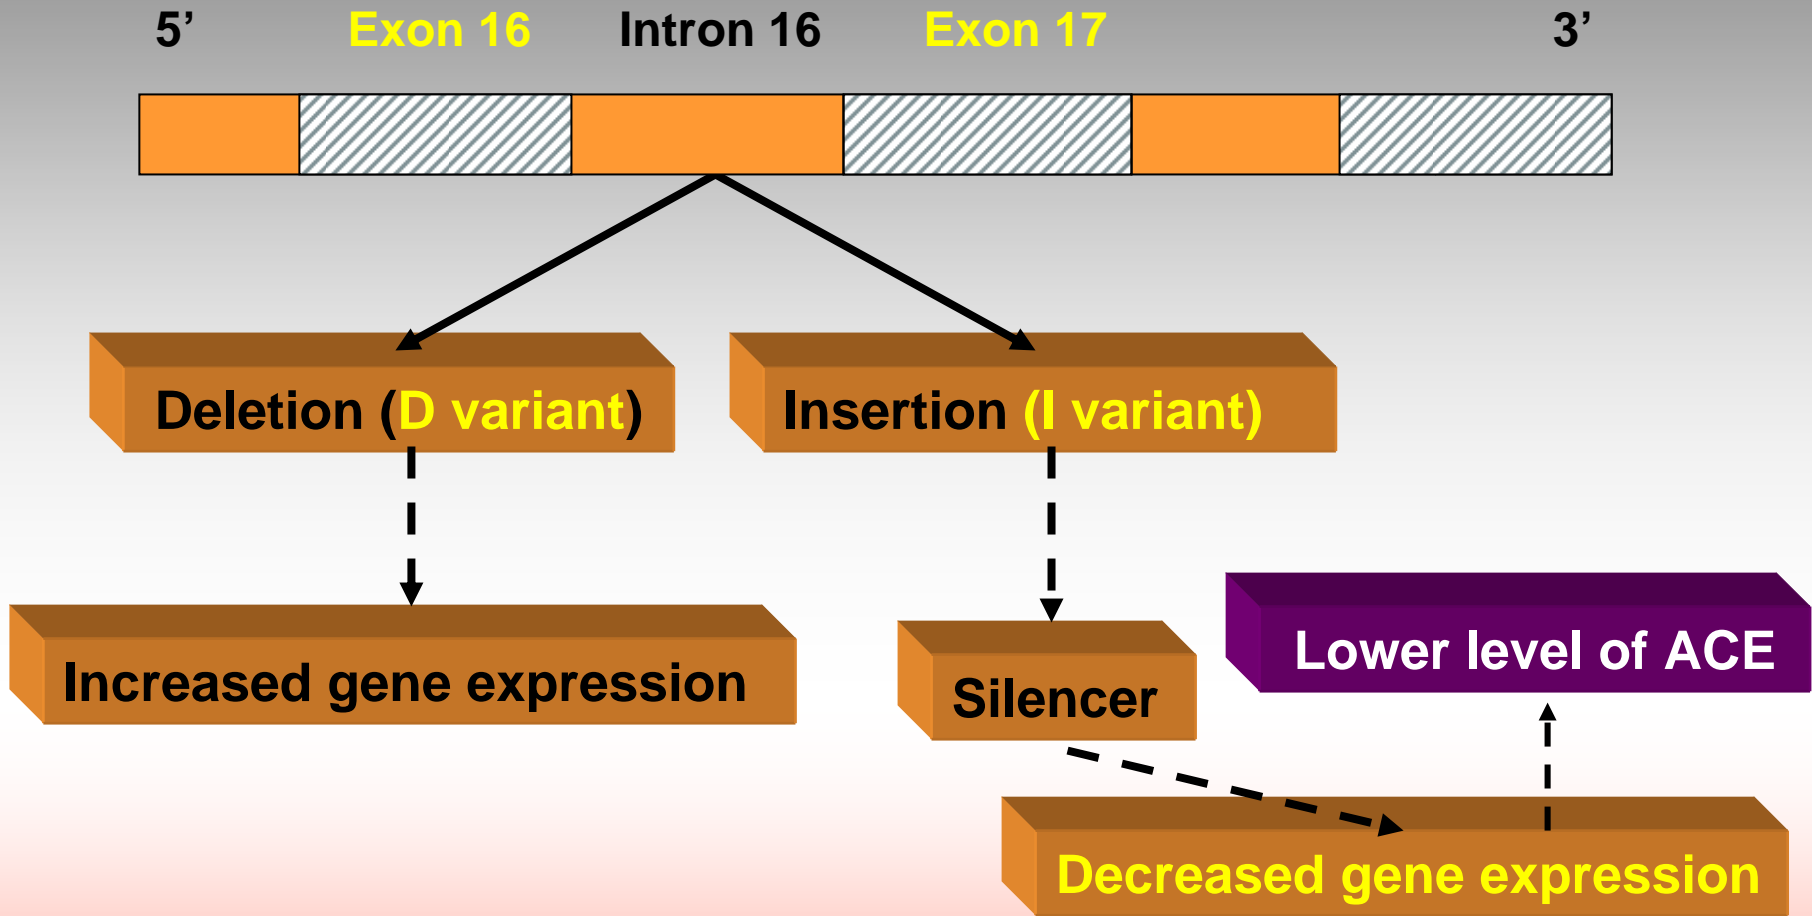 5’ Exon 16 Intron 16 Exon 17 3’
Deletion (D variant) Insertion (I variant)
Increased gene expression
Silencer
Lower level of ACE
Decreased gene expression